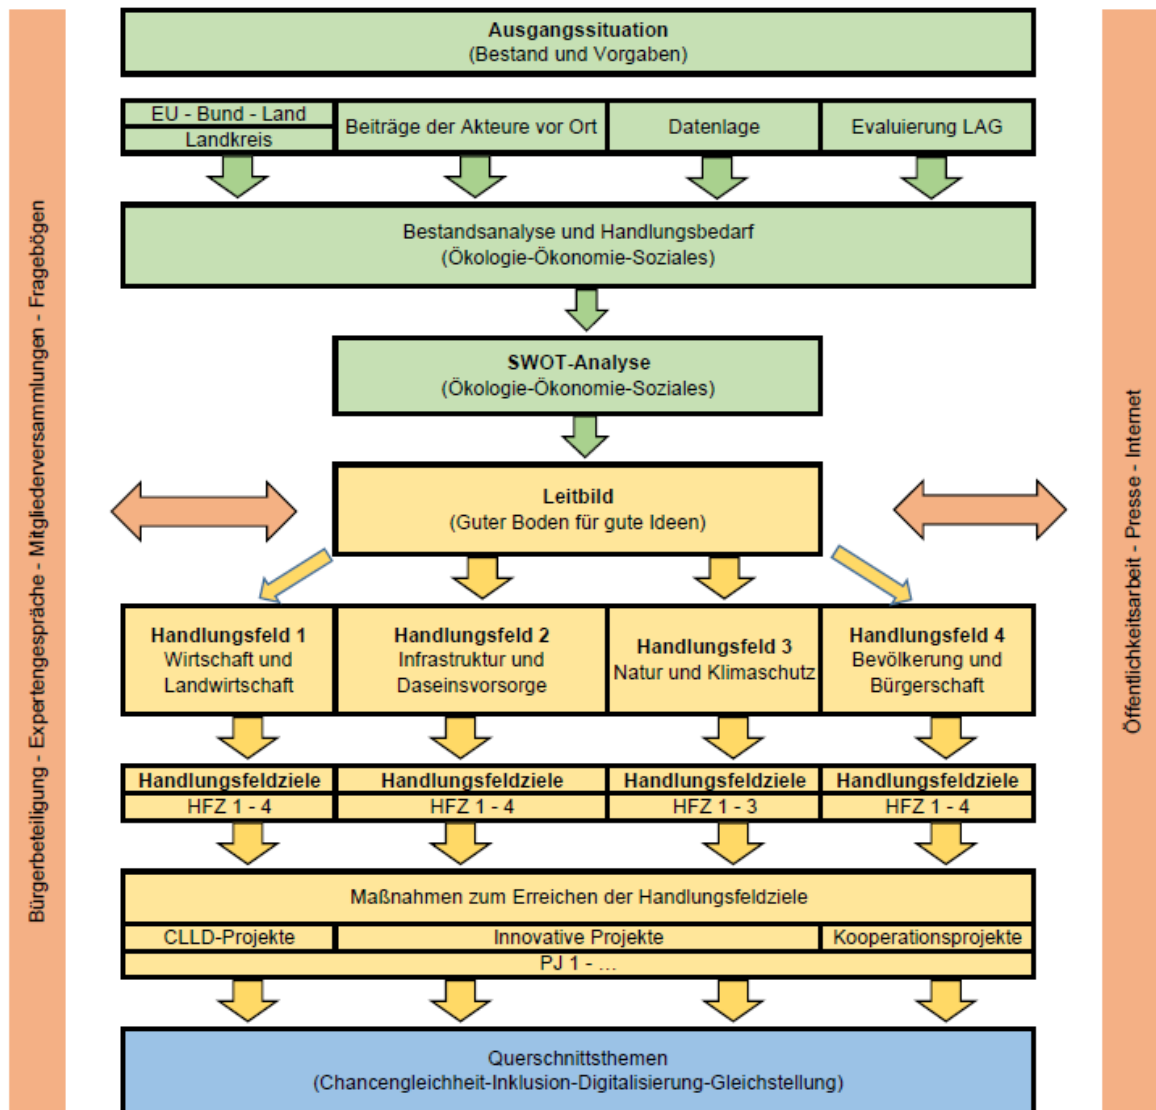 Ausgangssituation
(Bestand und Vorgaben)
EU - Bund - Land
Landkreis
Beiträge der Akteure vor Ort
Datenlage
Evaluierung LAG
Bestandsanalyse und Handlungsbedarf
(Ökologie-Ökonomie-Soziales)
SWOT-Analyse
(Ökologie-Ökonomie-Soziales)
Leitbild
(Guter Boden für gute Ideen)
Handlungsfeld 1
Wirtschaft und
Landwirtschaft
Handlungsfeld 2
Infrastruktur und
Daseinsvorsorge
Handlungsfeld 3
Natur und Klimaschutz
Handlungsfeld 4
Bevölkerung und
Bürgerschaft
Handlungsfeldziele
HFZ 1 - 4
Handlungsfeldziele
HFZ 1 - 4
Handlungsfeldziele
HFZ 1 - 3
Handlungsfeldziele
HFZ 1 - 4
Maßnahmen zum Erreichen der Handlungsfeldziele
CLLD-Projekte
Innovative Projekte
Kooperationsprojekte
PJ 1 - ...
Querschnittsthemen
(Chancengleichheit-Inklusion-Digitalisierung-Gleichstellung)
Bürgerbeteiligung - Expertengespräche - Mitgliederversammlungen - Fragebögen
Öffentlichkeitsarbeit - Presse - Internet